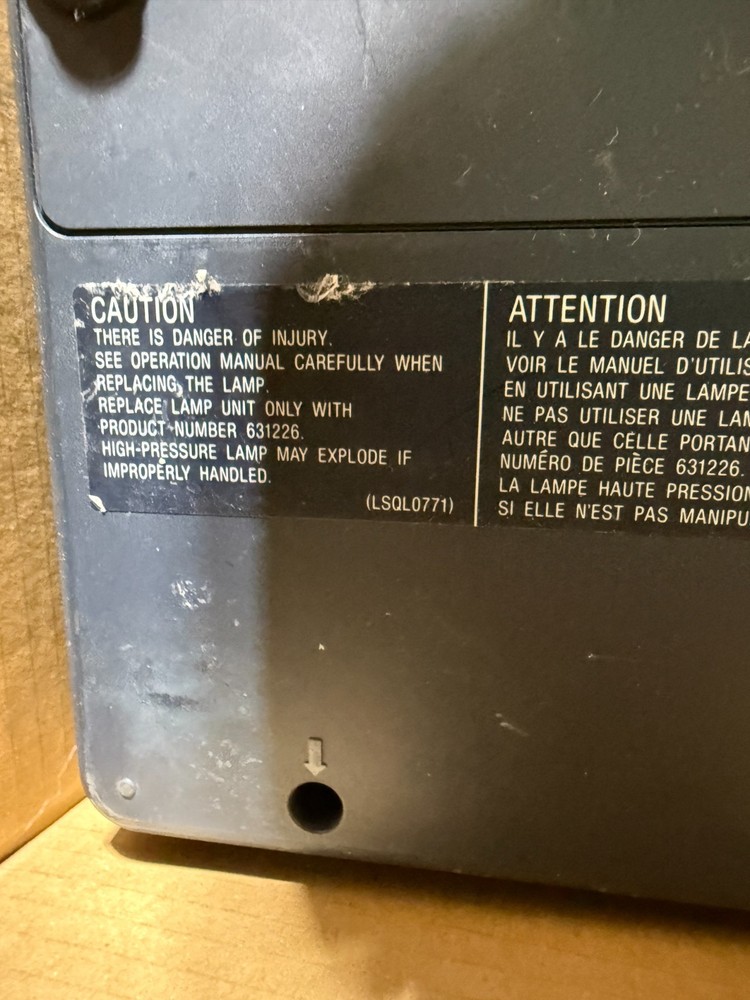 CAUTION
THERE IS DANGER OF INJURY.
SEE OPERATION MANUAL CAREFULLY WHEN
REPLACING THE LAMP.
REPLACE LAMP UNIT ONLY WITH
PRODUCT NUMBER 631226.
HIGH-PRESSURE LAMP MAY EXPLODE IF
IMPROPERLY HANDLED.
(LSQL0771)
ATTENTION
IL Y A LE DANGER DE
VOIR LE MANUEL
EN UTILISANT UNE LAMPE
NE PAS UTILISER UNE
AUTRE QUE CELLE
NUMÉRO DE PIÈCE 631226.
LA LAMPE HAUTE PRESSION
SI ELLE N'EST PAS